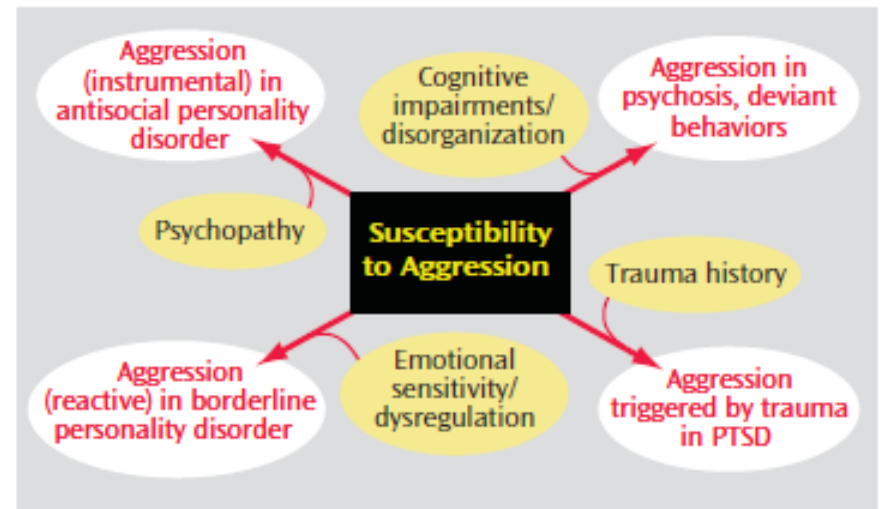 Aggression
(instrumental) in
antisocial personality
disorder
Cognitive
impairments/
disorganization
Aggression in
psychosis, deviant
behaviors
Psychopathy
Susceptibility
to Aggression
Trauma history
Aggression
(reactive) in borderline
personality disorder
Emotional
sensitivity/
dysregulation
Aggression
triggered by trauma
in PTSD